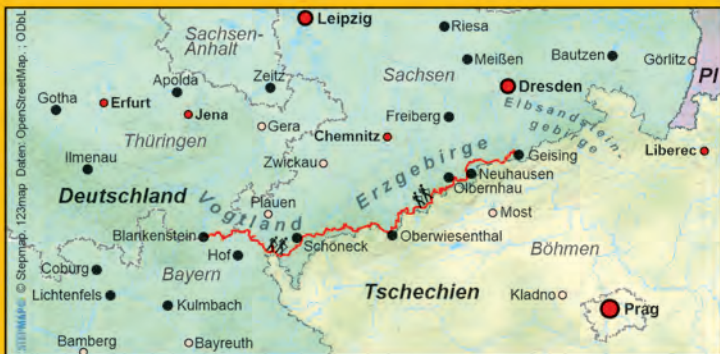 Leipzig
Riesa
Sachsen-
Anhalt
Meißen
Bautzen
Görlitz
Apolda
Zeitz
Sachsen
Pl
Gotha
Erfurt
Dresden
Jena
Freiberg
Elbsandstein-
gebirge
Gera
Chemnitz
Thüringen
Liberec
Ilmenau
Zwickau
Erzgebirge
Geising
Neuhausen
Olbernhau
Deutschland
Vogtland
Plauen
Most
Blankenstein
Schöneck
Oberwiesenthal
Böhmen
Hof
Coburg
Bayern
Tschechien
Kladno
Lichtenfels
Kulmbach
Prag
Bamberg
Bayreuth
STEPMAP © Stepmap, 123map Daten: OpenStreetMap; ODbL